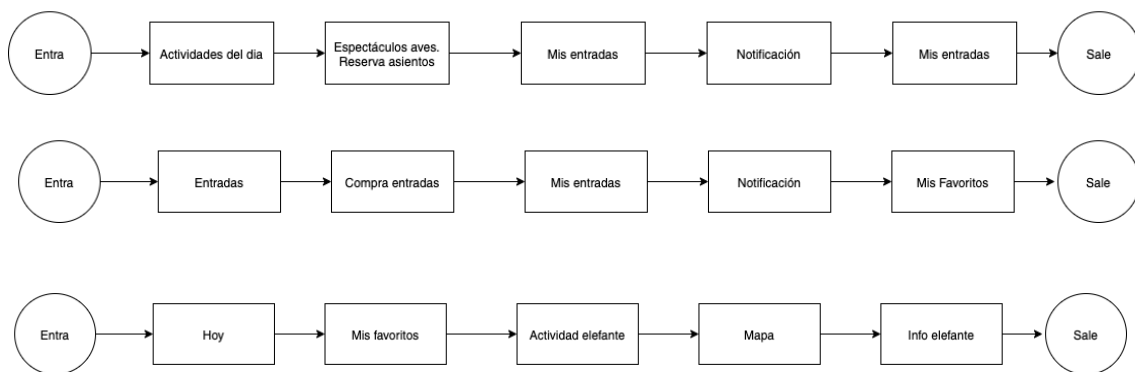 Entra
Actividades del dia
Espectáculos aves.
Reserva asientos
Mis entradas
Notificación
Mis entradas
Sale
Entra
Entradas
Compra entradas
Mis entradas
Notificación
Mis Favoritos
Sale
Entra
Hoy
Mis favoritos
Actividad elefante
Mapa
Info elefante
Sale